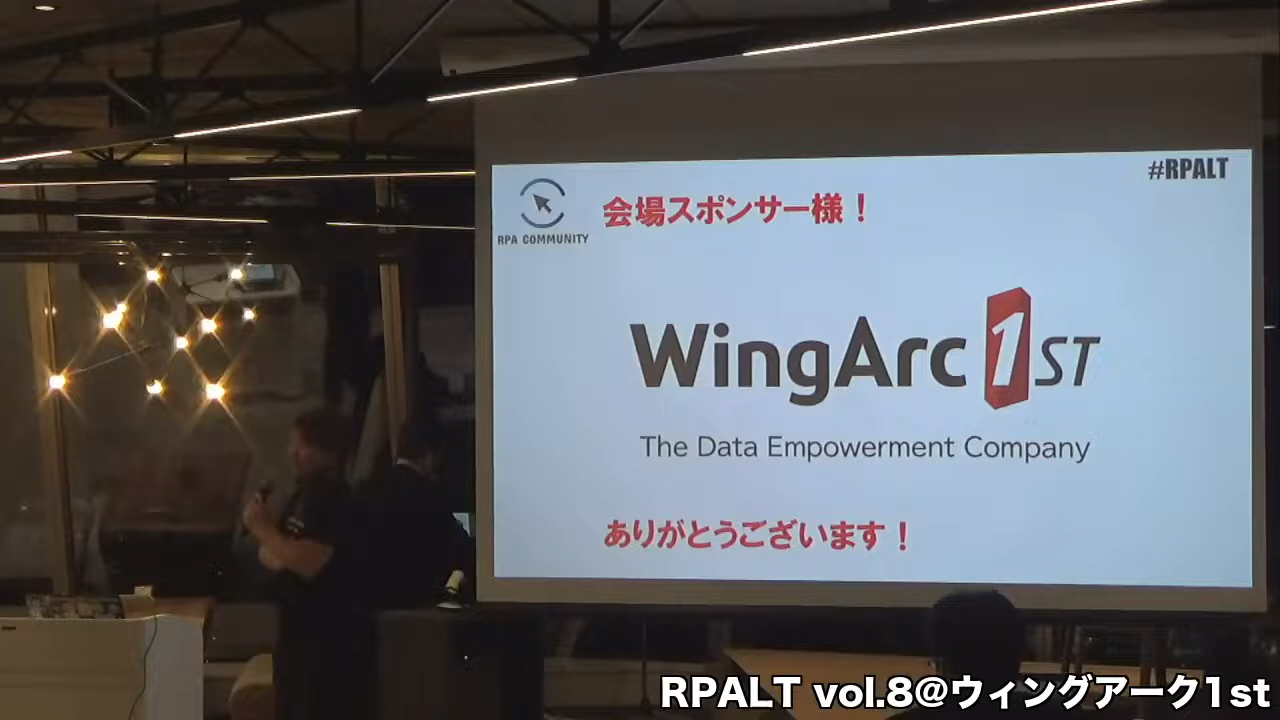 #RPALT
会場スポンサー様！
RPA COMMUNITY
WingArc 1ST
The Data Empowerment Company
ありがとうございます！
RPALT vol.8@ウィングアーク1st